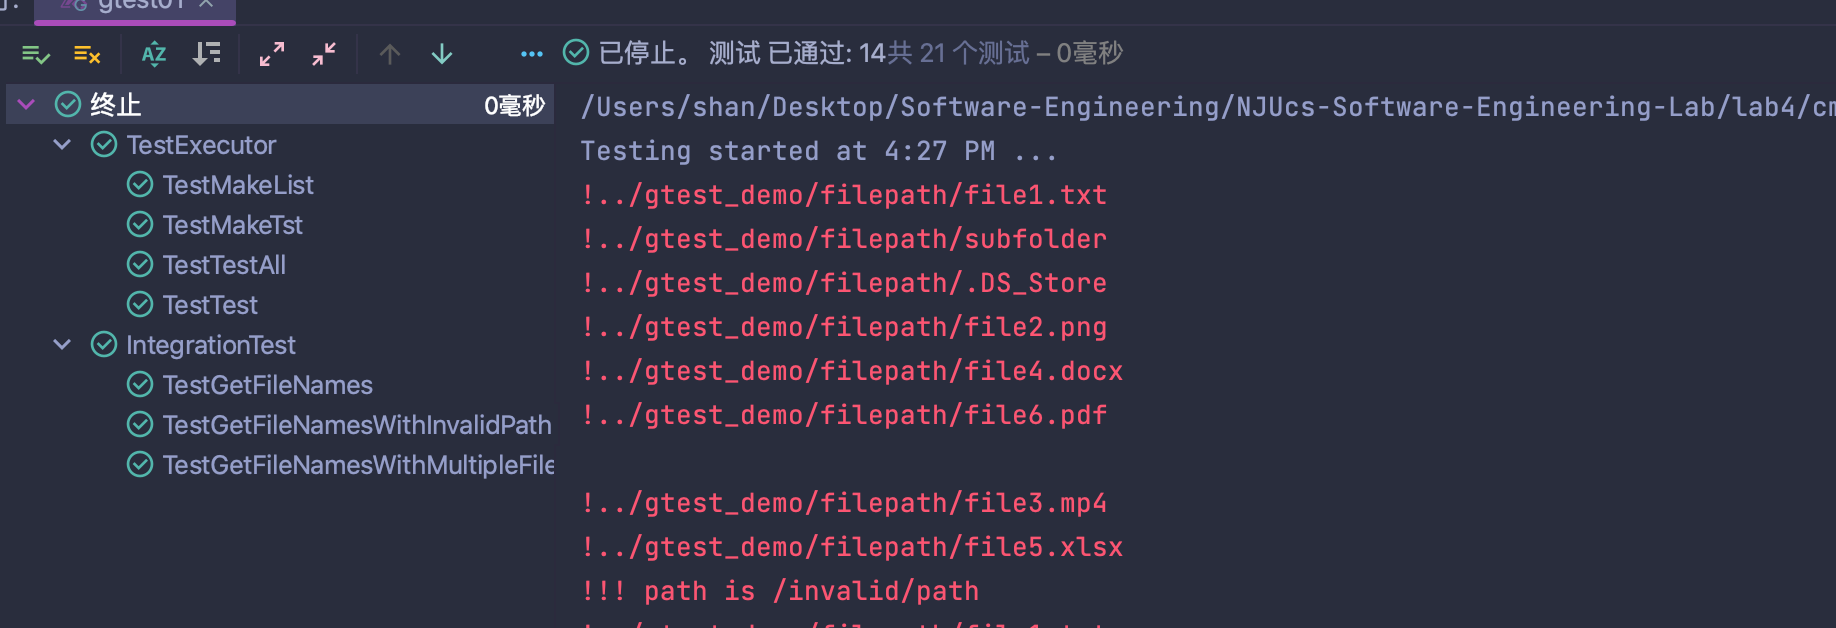 gtest01
已停止。 测试 已通过: 14共 21 个测试 – 0毫秒
终止 0毫秒
TestExecutor
TestMakeList
TestMakeTst
TestTestAll
TestTest
IntegrationTest
TestGetFileNames
TestGetFileNamesWithInvalidPath
TestGetFileNamesWithMultipleFile
/Users/shan/Desktop/Software-Engineering/NJUcs-Software-Engineering-Lab/lab4/cm
Testing started at 4:27 PM ...
!../gtest_demo/filepath/file1.txt
!../gtest_demo/filepath/subfolder
!../gtest_demo/filepath/.DS_Store
!../gtest_demo/filepath/file2.png
!../gtest_demo/filepath/file4.docx
!../gtest_demo/filepath/file6.pdf
!../gtest_demo/filepath/file3.mp4
!../gtest_demo/filepath/file5.xlsx
!!! path is /invalid/path